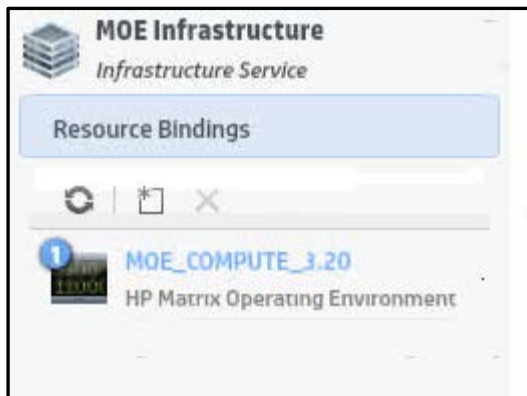 MOE Infrastructure
Infrastructure Service
Resource Bindings
1
MOE_COMPUTE_3.20
HP Matrix Operating Environment